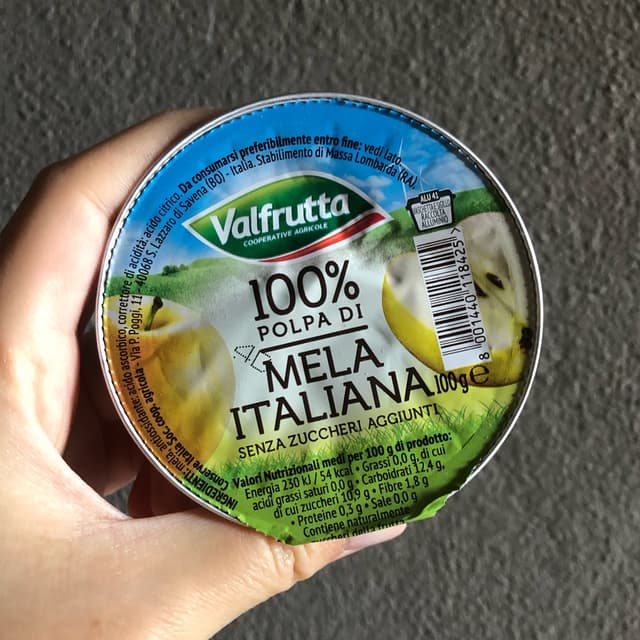 INGREDIENTI: mela, antiossidante: acido ascorbico, correttore di acidità: acido citrico. Da consumarsi preferibilmente entro fine: vedi lato.
Conserve Italia Soc. coop. agricola - Via P. Poggi, 11 - 40068 S. Lazzaro di Savena (BO) - Italia. Stabilimento di Massa Lombarda (RA).
Valfrutta
COOPERATIVE AGRICOLE
ALU 41
RACCOLTA
ALLUMINIO
100%
POLPA DI
MELA
ITALIANA
100g e
SENZA ZUCCHERI AGGIUNTI
8 001440 118425
Valori Nutrizionali medi per 100 g di prodotto:
Energia 230 kJ / 54 kcal • Grassi 0,0 g, di cui
acidi grassi saturi 0,0 g • Carboidrati 12,4 g,
di cui zuccheri 10,9 g • Fibre 1,8 g
• Proteine 0,3 g • Sale 0,0 g
Contiene naturalmente